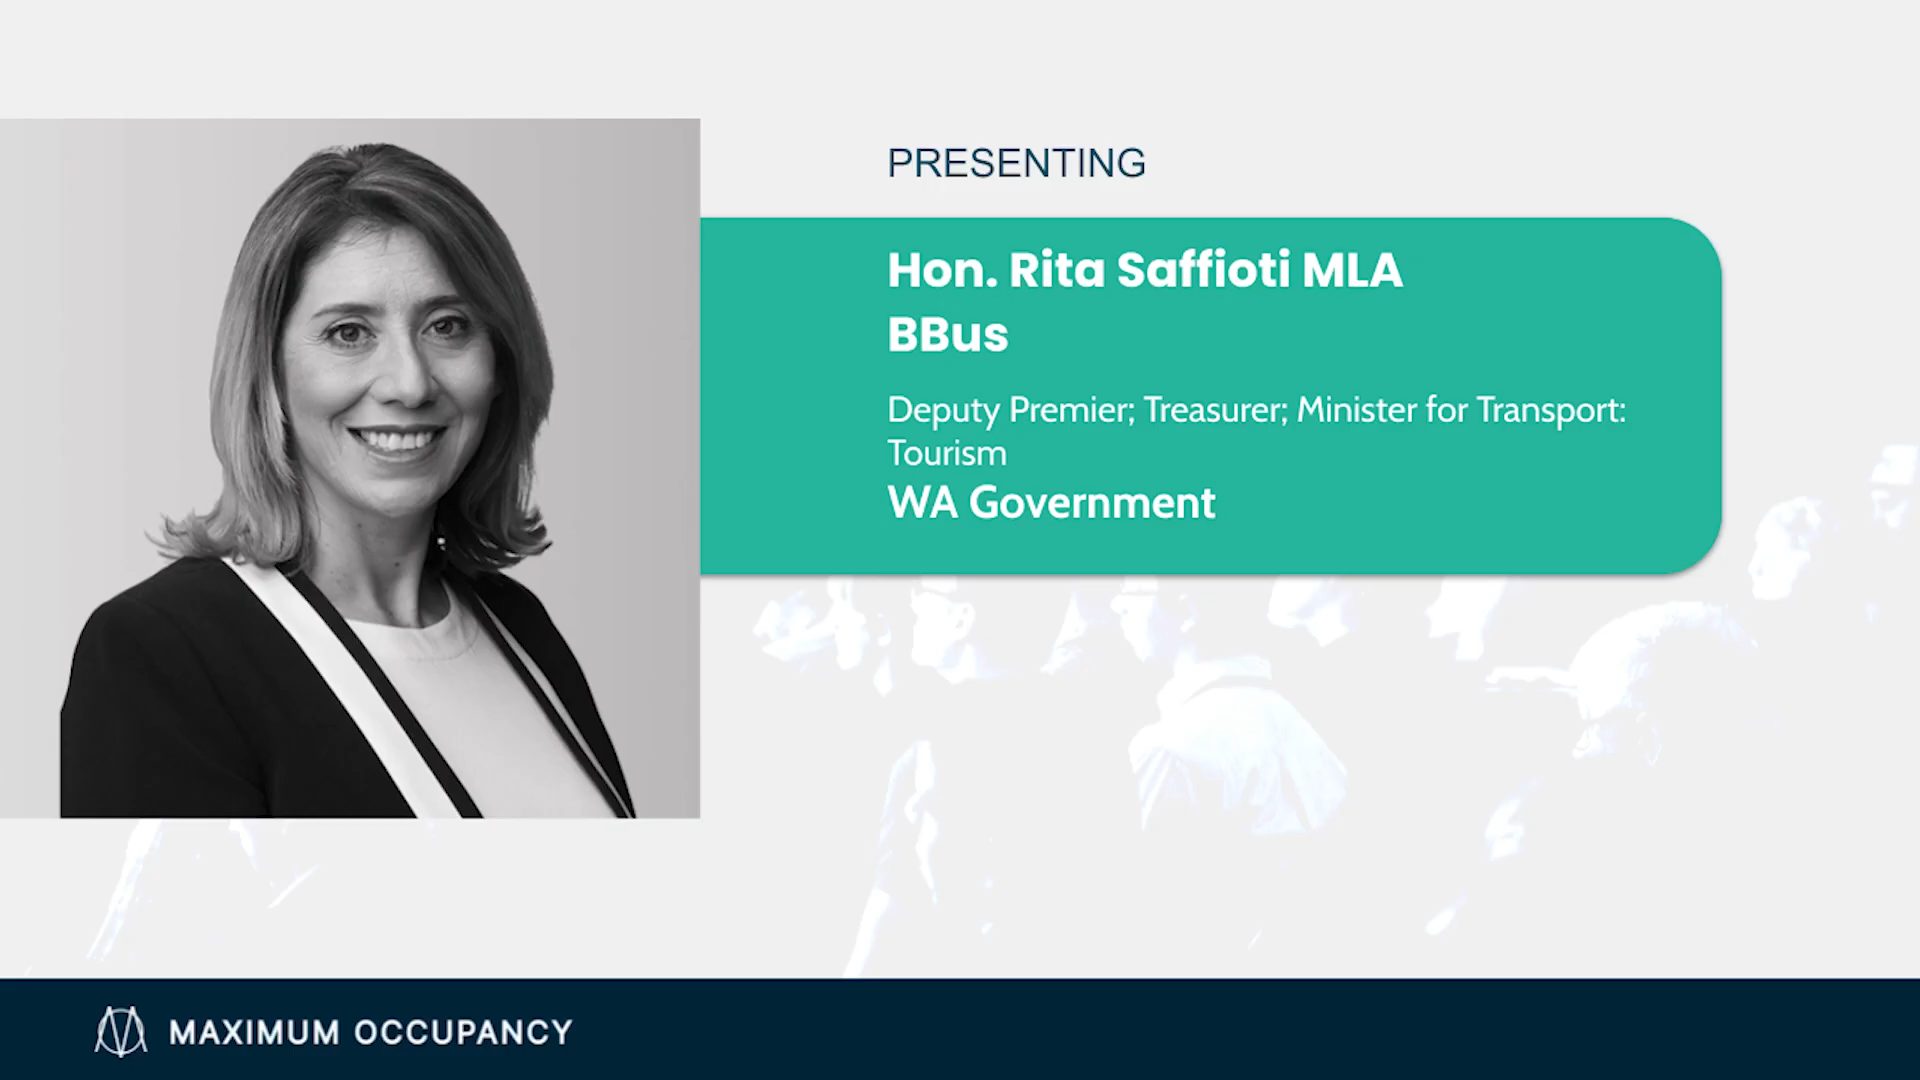 PRESENTING
Hon. Rita Saffioti MLA
BBus
Deputy Premier; Treasurer; Minister for Transport:
Tourism
WA Government
MAXIMUM OCCUPANCY